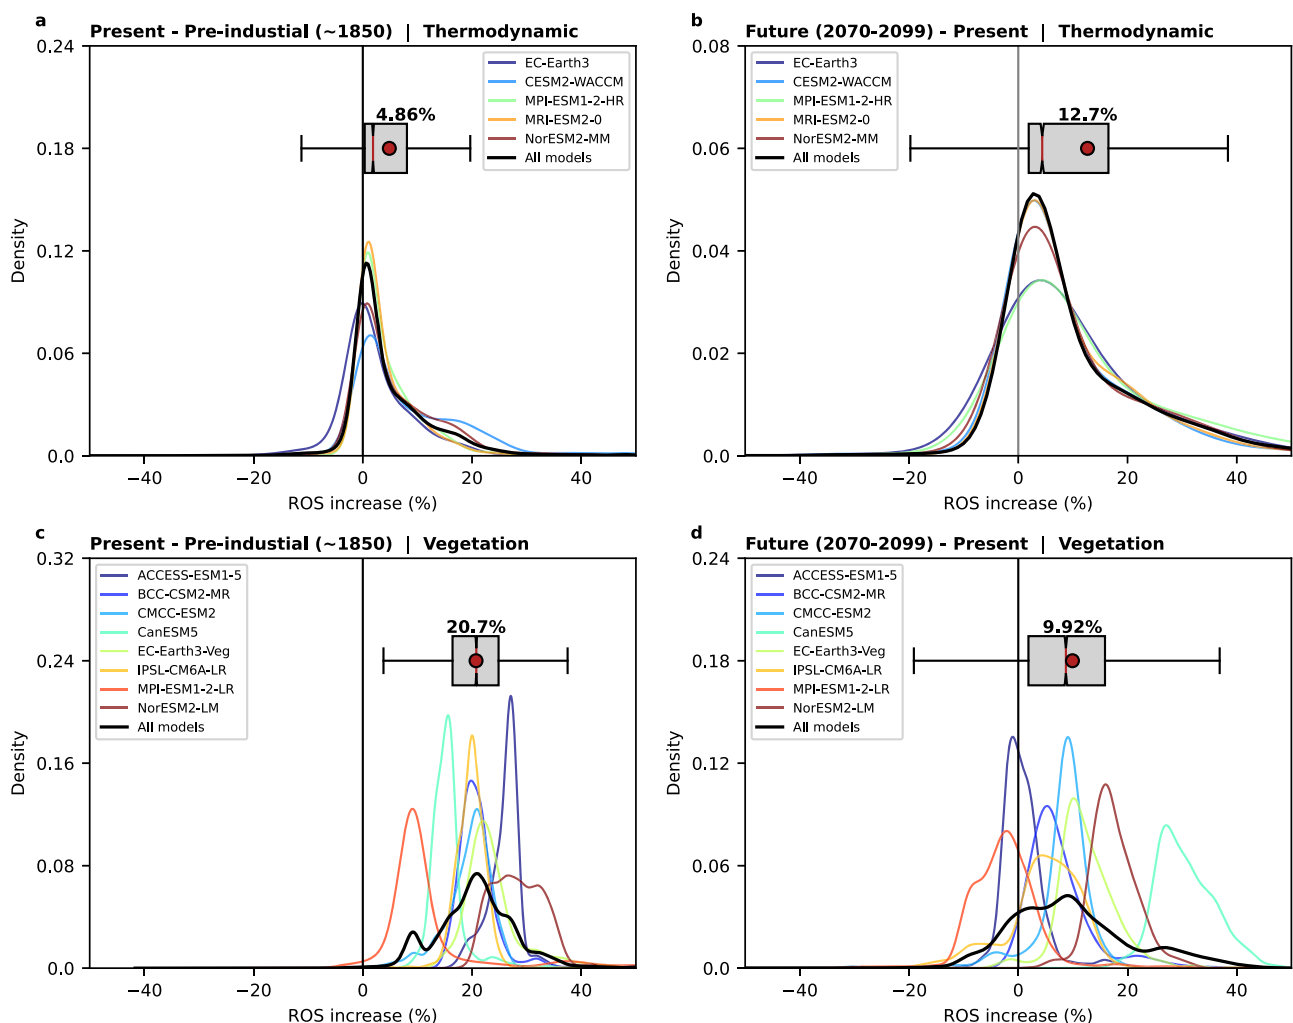 a
Present - Pre-industial (~1850) | Thermodynamic
0.24
0.18
0.12
0.06
0.0
Density
4.86%
EC-Earth3
CESM2-WACCM
MPI-ESM1-2-HR
MRI-ESM2-0
NorESM2-MM
All models
−40
−20
0
20
40
ROS increase (%)
b
Future (2070-2099) - Present | Thermodynamic
0.08
0.06
0.04
0.02
0.0
Density
EC-Earth3
CESM2-WACCM
MPI-ESM1-2-HR
MRI-ESM2-0
NorESM2-MM
All models
12.7%
−40
−20
0
20
40
ROS increase (%)
c
Present - Pre-industial (~1850) | Vegetation
0.32
0.24
0.16
0.08
0.0
Density
ACCESS-ESM1-5
BCC-CSM2-MR
CMCC-ESM2
CanESM5
EC-Earth3-Veg
IPSL-CM6A-LR
MPI-ESM1-2-LR
NorESM2-LM
All models
20.7%
−40
−20
0
20
40
ROS increase (%)
d
Future (2070-2099) - Present | Vegetation
0.24
0.18
0.12
0.06
0.0
Density
ACCESS-ESM1-5
BCC-CSM2-MR
CMCC-ESM2
CanESM5
EC-Earth3-Veg
IPSL-CM6A-LR
MPI-ESM1-2-LR
NorESM2-LM
All models
9.92%
−40
−20
0
20
40
ROS increase (%)